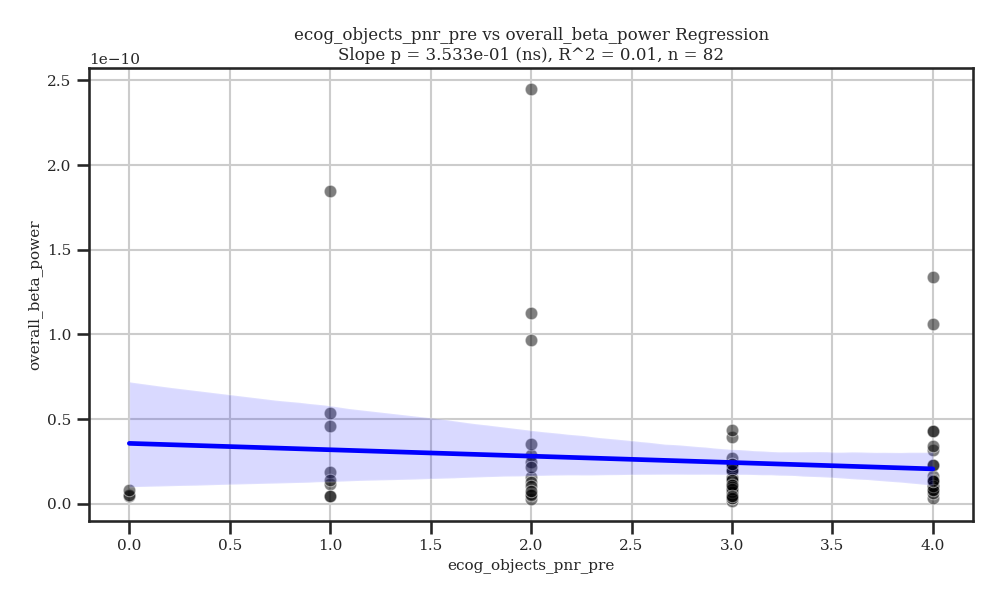 ecog_objects_pnr_pre vs overall_beta_power Regression
Slope p = 3.533e-01 (ns), R^2 = 0.01, n = 82
1e−10
2.5
2.0
1.5
1.0
0.5
0.0
overall_beta_power
0.0 0.5 1.0 1.5 2.0 2.5 3.0 3.5 4.0
ecog_objects_pnr_pre